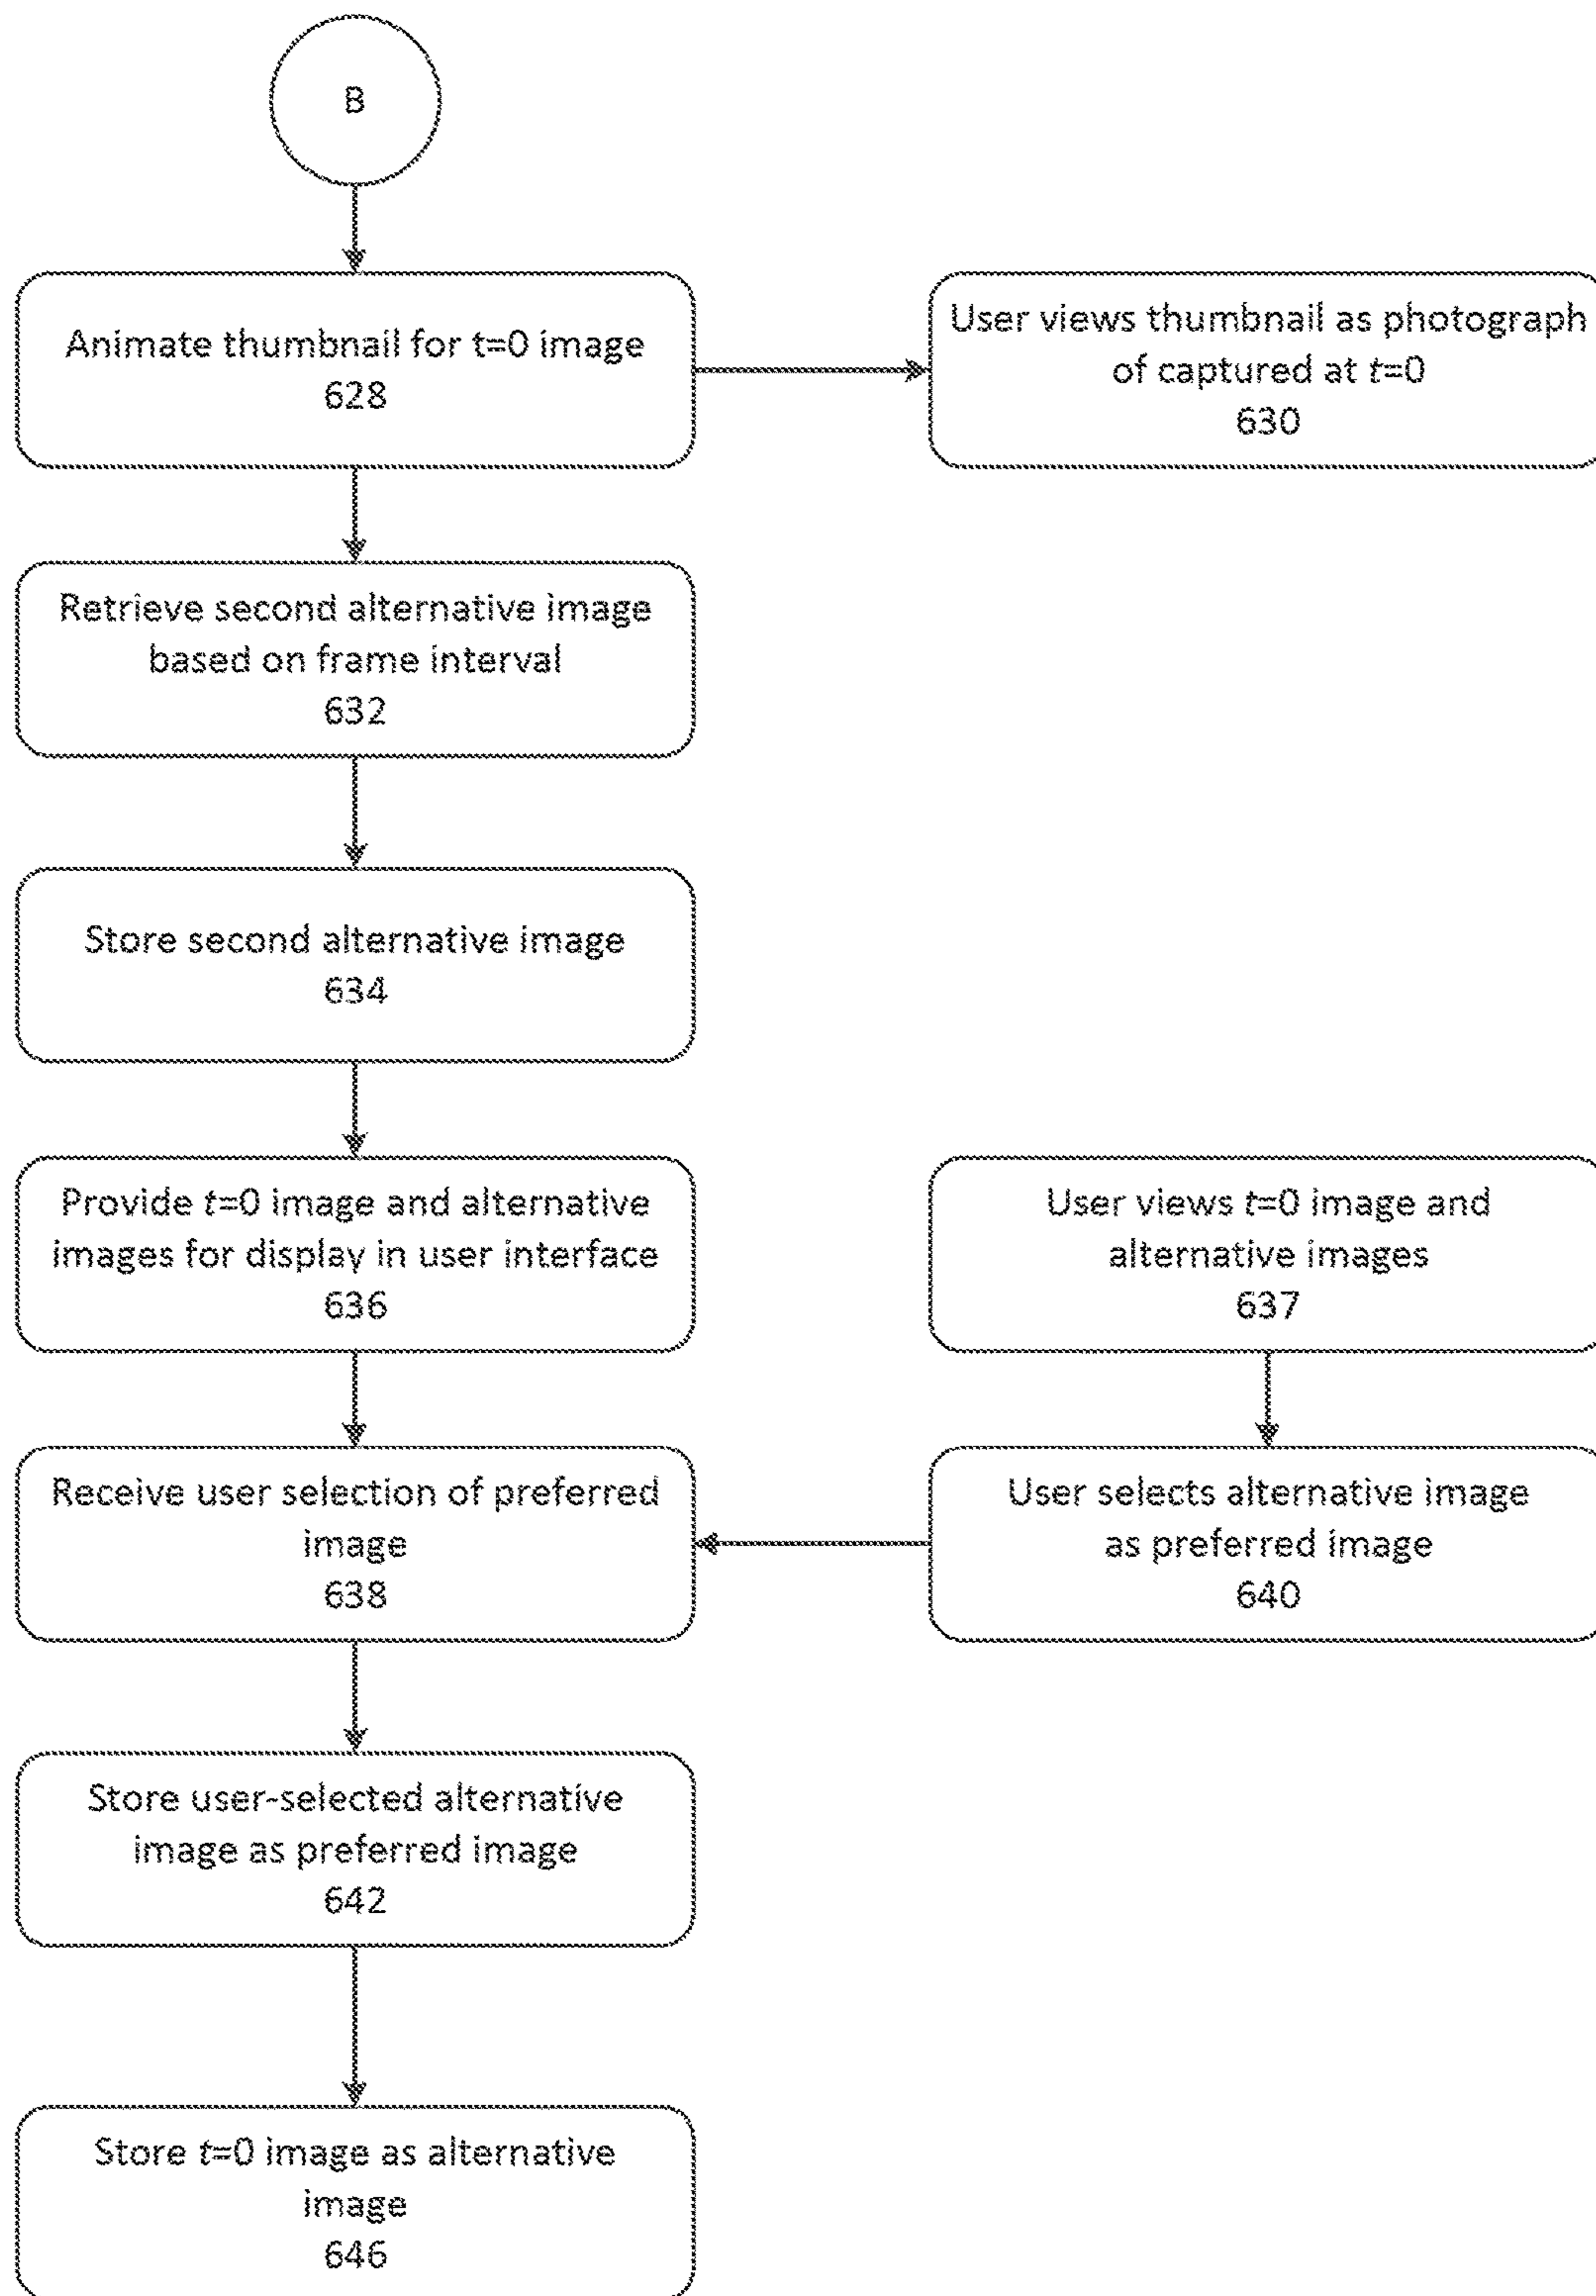 B
Animate thumbnail for t=0 image
628
User views thumbnail as photograph
of captured at t=0
630
Retrieve second alternative image
based on frame interval
632
Store second alternative image
634
Provide t=0 image and alternative
images for display in user interface
636
User views t=0 image and
alternative images
637
Receive user selection of preferred
image
638
User selects alternative image
as preferred image
640
Store user-selected alternative
image as preferred image
642
Store t=0 image as alternative
image
646